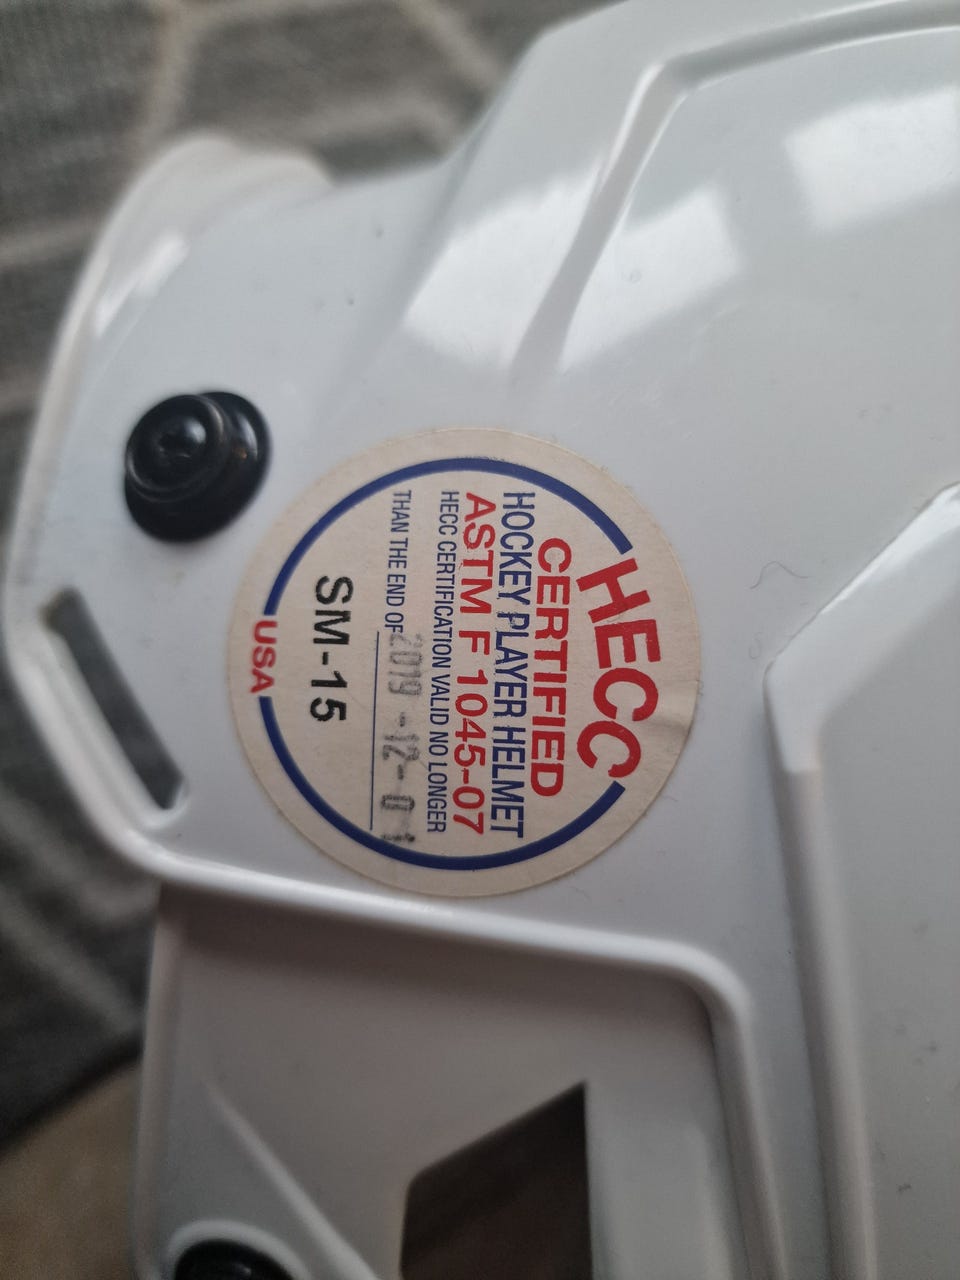 HECC
CERTIFIED
HOCKEY PLAYER HELMET
ASTM F 1045-07
HECC CERTIFICATION VALID NO LONGER
THAN THE END OF 2019-12-01
SM-15
USA